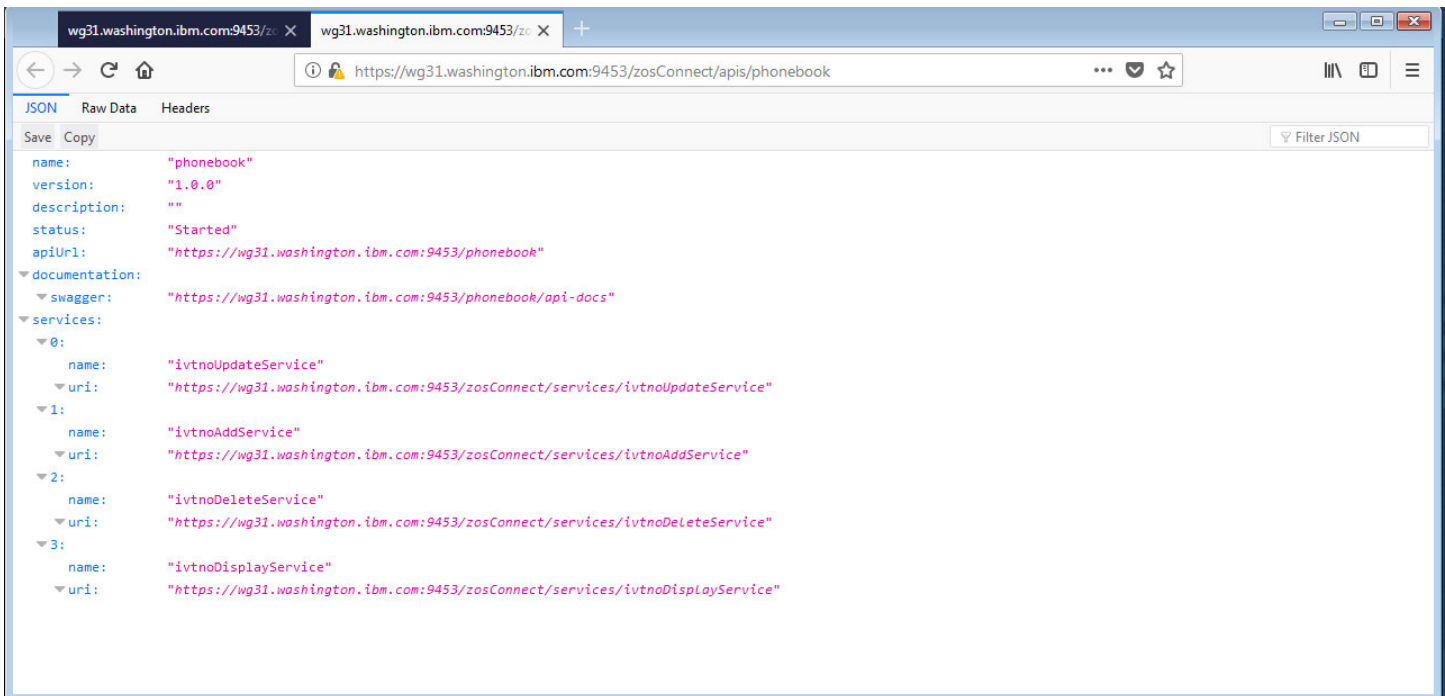 wg31.washington.ibm.com:9453/zo wg31.washington.ibm.com:9453/zo
https://wg31.washington.ibm.com:9453/zosConnect/apis/phonebook
JSON Raw Data Headers
Save Copy Filter JSON
name: "phonebook"
version: "1.0.0"
description: ""
status: "Started"
apiUrl: "https://wg31.washington.ibm.com:9453/phonebook"
documentation:
swagger: "https://wg31.washington.ibm.com:9453/phonebook/api-docs"
services:
0:
name: "ivtnoUpdateService"
uri: "https://wg31.washington.ibm.com:9453/zosConnect/services/ivtnoUpdateService"
1:
name: "ivtnoAddService"
uri: "https://wg31.washington.ibm.com:9453/zosConnect/services/ivtnoAddService"
2:
name: "ivtnoDeleteService"
uri: "https://wg31.washington.ibm.com:9453/zosConnect/services/ivtnoDeleteService"
3:
name: "ivtnoDisplayService"
uri: "https://wg31.washington.ibm.com:9453/zosConnect/services/ivtnoDisplayService"